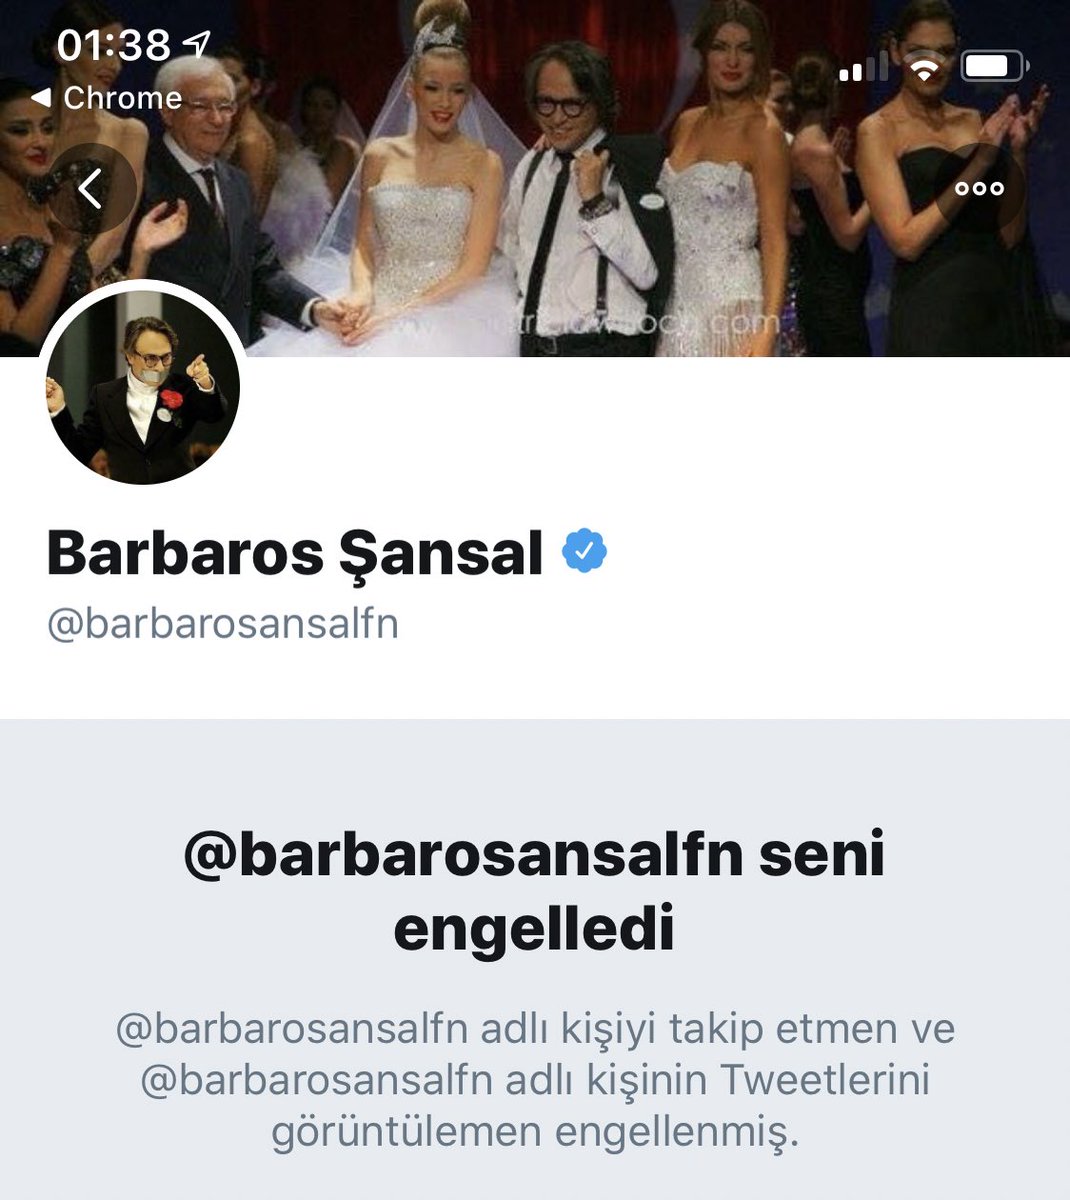 01:38
Chrome
Barbaros Şansal
@barbarosansalfn
@barbarosansalfn seni
engelledi
@barbarosansalfn adlı kişiyi takip etmen ve
@barbarosansalfn adlı kişinin Tweetlerini
görüntülemen engellenmiş.